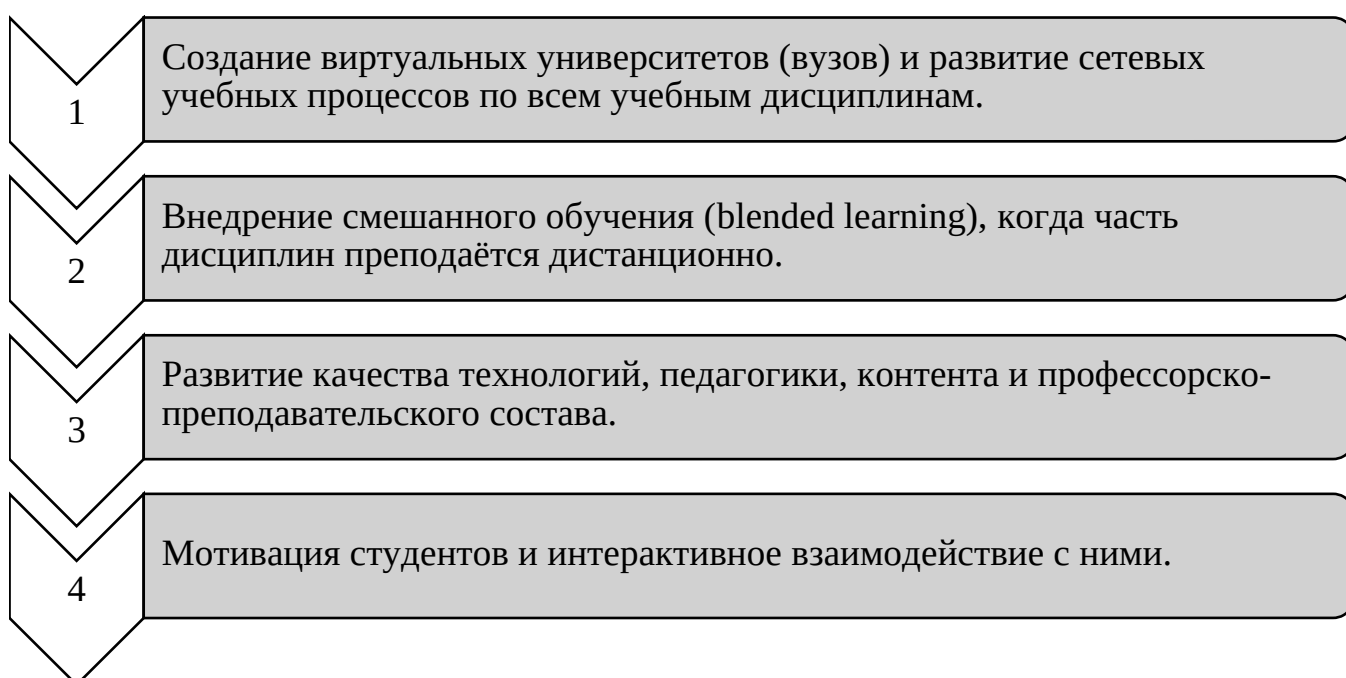 1
Создание виртуальных университетов (вузов) и развитие сетевых
учебных процессов по всем учебным дисциплинам.
2
Внедрение смешанного обучения (blended learning), когда часть
дисциплин преподаётся дистанционно.
3
Развитие качества технологий, педагогики, контента и профессорско-
преподавательского состава.
4
Мотивация студентов и интерактивное взаимодействие с ними.